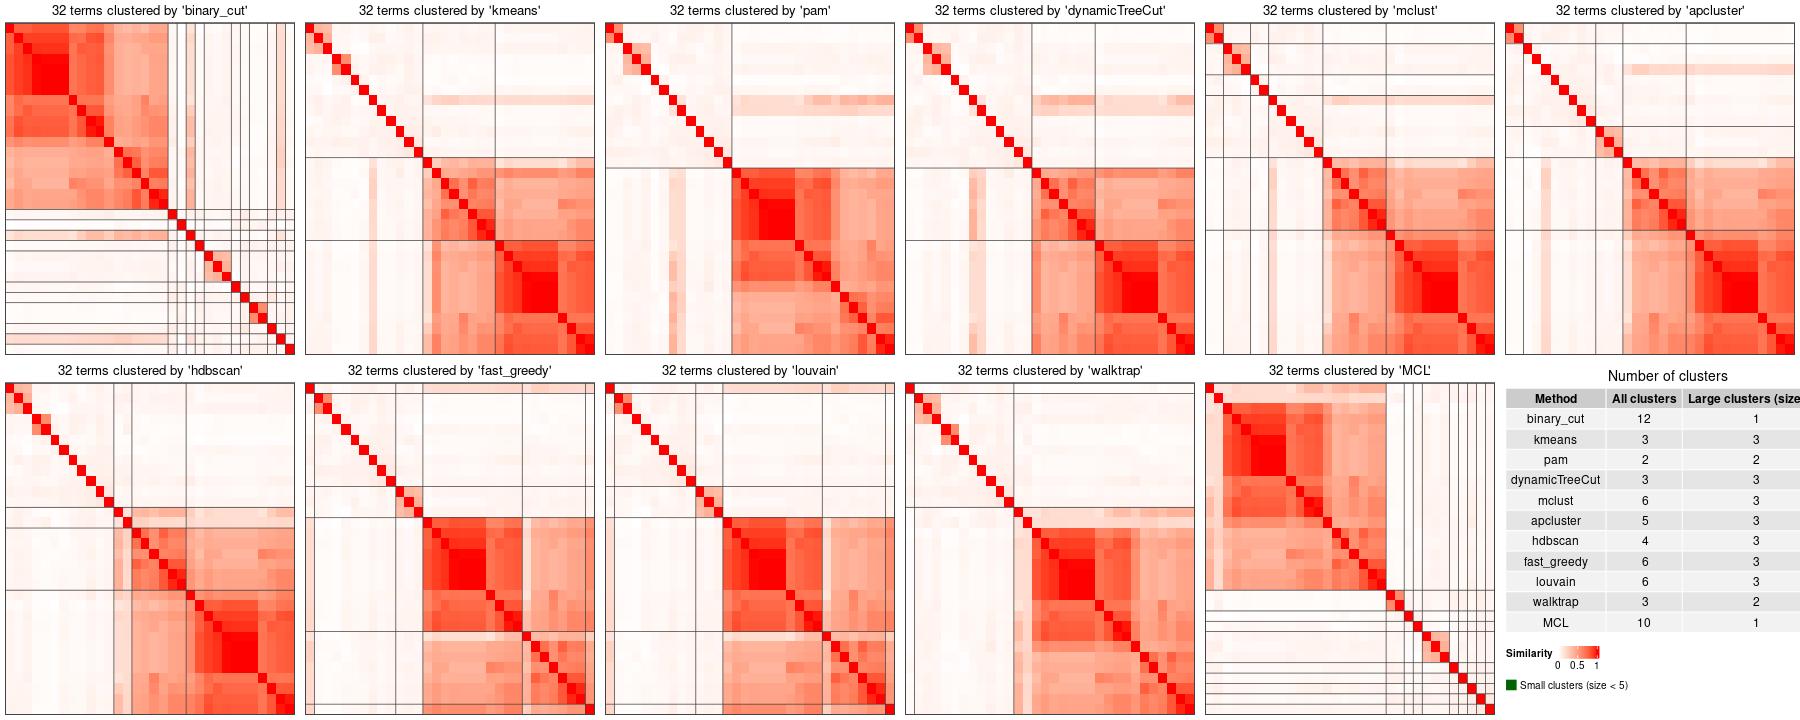 32 terms clustered by 'binary_cut'
32 terms clustered by 'kmeans'
32 terms clustered by 'pam'
32 terms clustered by 'dynamicTreeCut'
32 terms clustered by 'mclust'
32 terms clustered by 'apcluster'
32 terms clustered by 'hdbscan'
32 terms clustered by 'fast_greedy'
32 terms clustered by 'louvain'
32 terms clustered by 'walktrap'
32 terms clustered by 'MCL'
Number of clusters
Method All clusters Large clusters (size
binary_cut 12 1
kmeans 3 3
pam 2 2
dynamicTreeCut 3 3
mclust 6 3
apcluster 5 3
hdbscan 4 3
fast_greedy 6 3
louvain 6 3
walktrap 3 2
MCL 10 1
Similarity
0 0.5 1
Small clusters (size < 5)